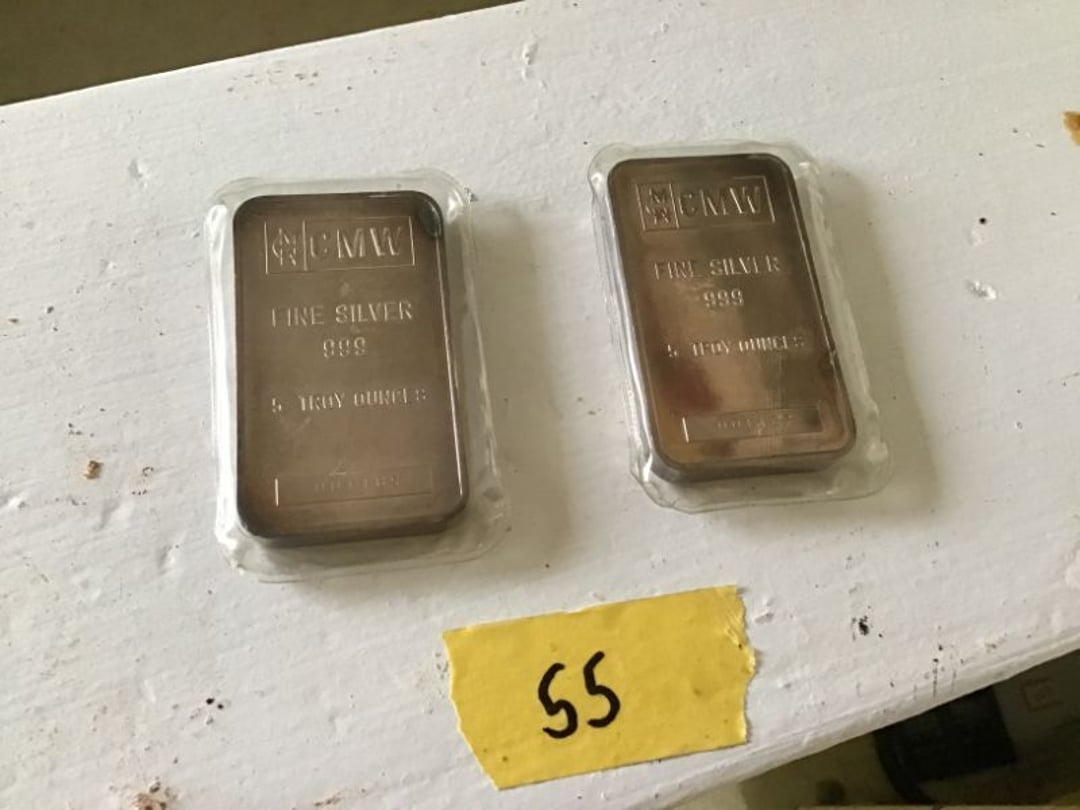 CMW
FINE SILVER
999
5 TROY OUNCES
CMW
FINE SILVER
999
5 TROY OUNCES
55